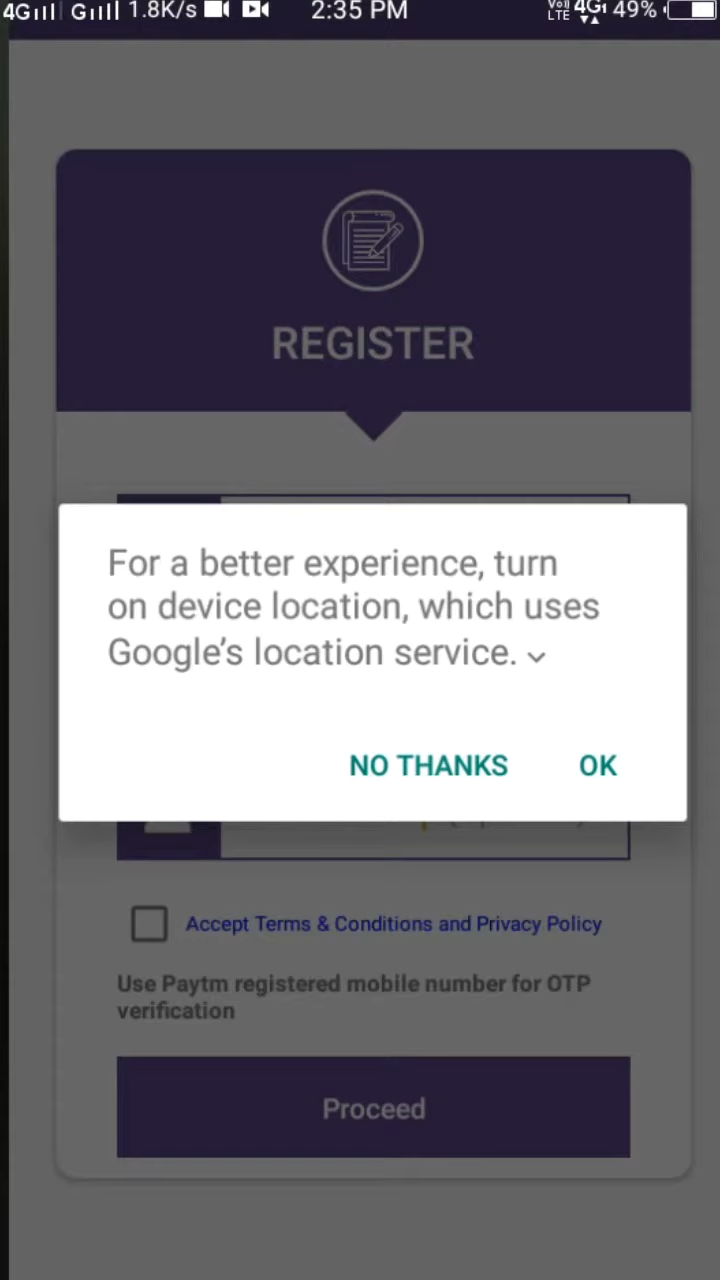 4G G 1.8K/s 2:35 PM VoLTE 4G 49%
REGISTER
For a better experience, turn
on device location, which uses
Google’s location service.
NO THANKS OK
Accept Terms & Conditions and Privacy Policy
Use Paytm registered mobile number for OTP
verification
Proceed